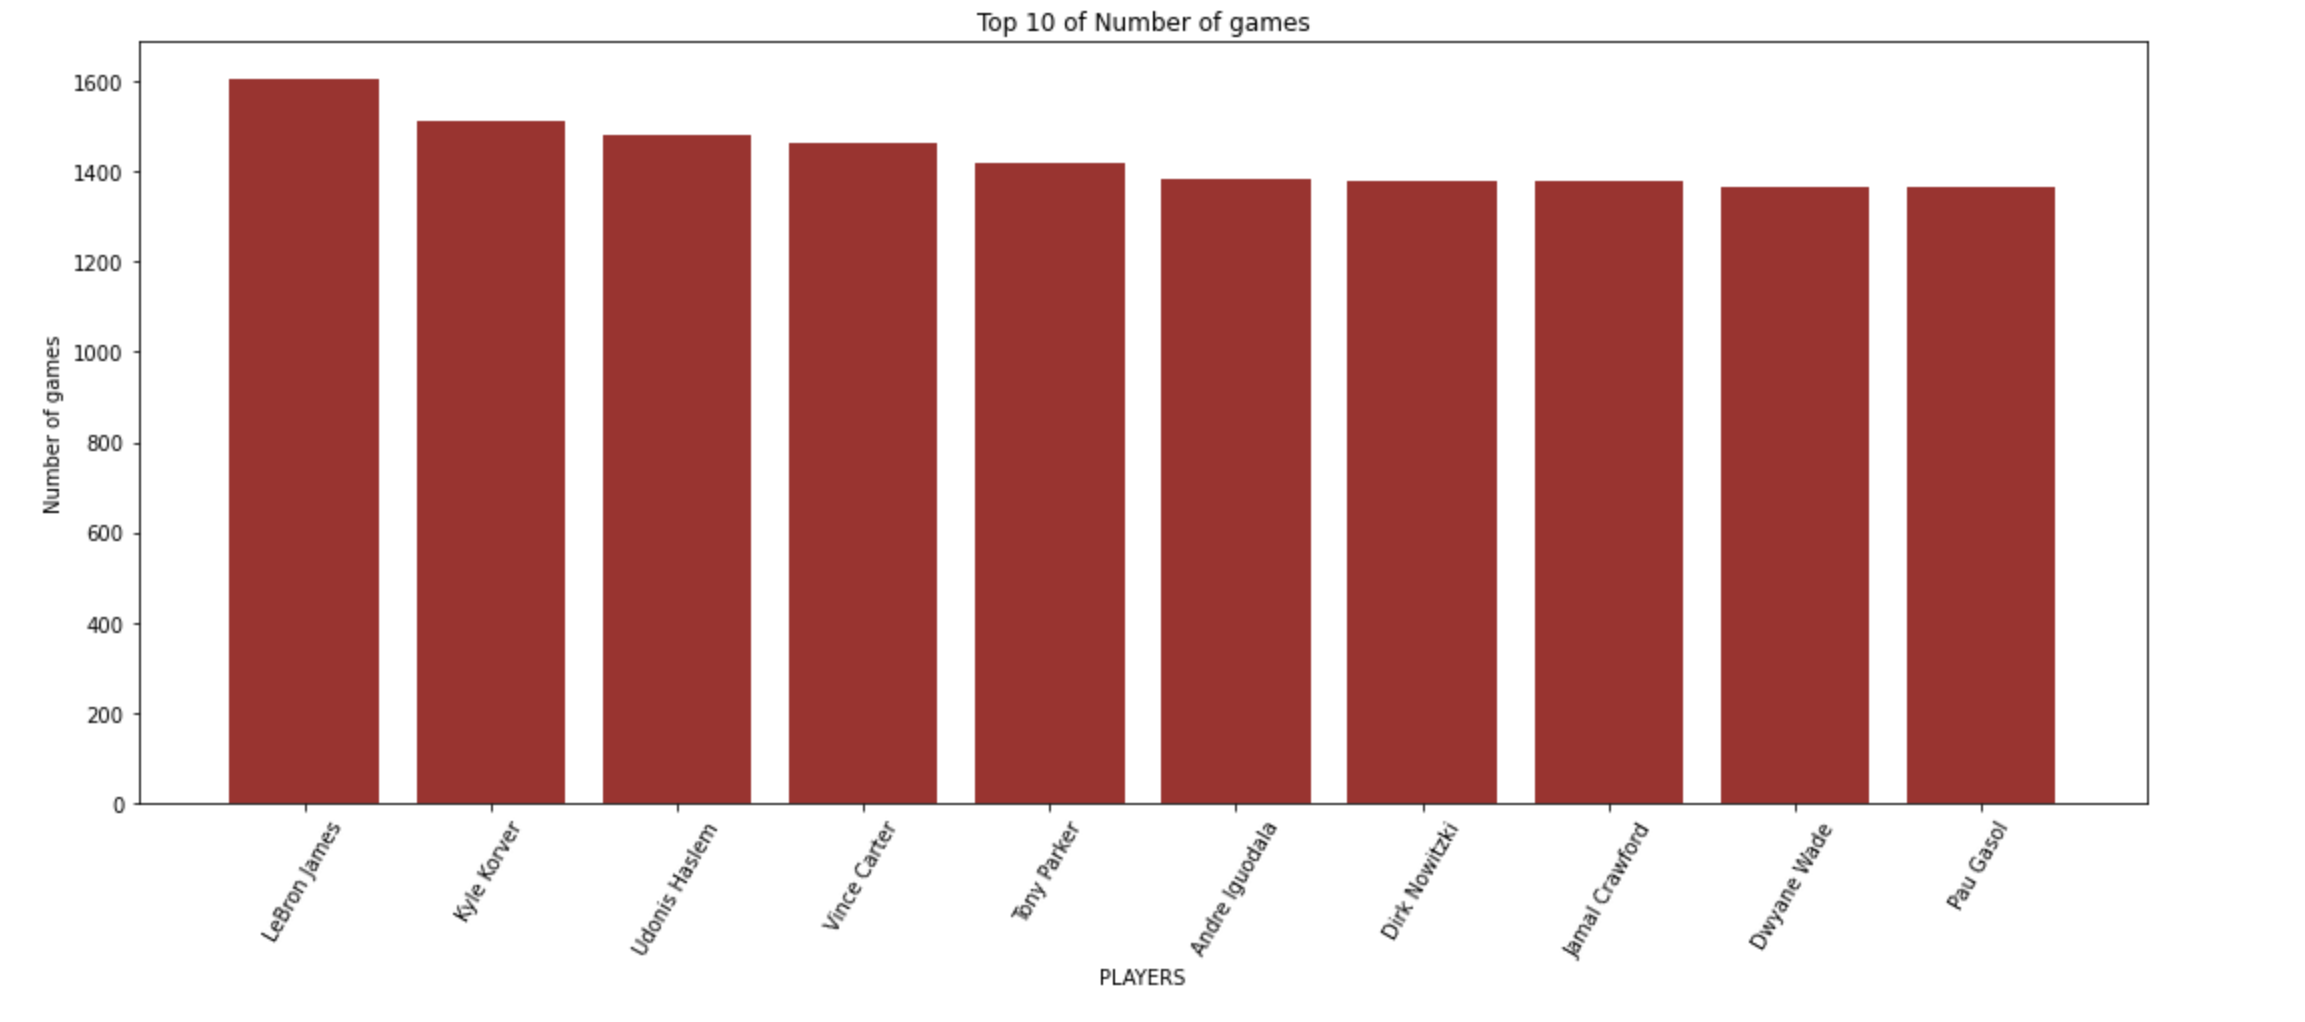 Top 10 of Number of games
Number of games
1600
1400
1200
1000
800
600
400
200
0
LeBron James
Kyle Korver
Udonis Haslem
Vince Carter
Tony Parker
Andre Iguodala
Dirk Nowitzki
Jamal Crawford
Dwyane Wade
Pau Gasol
PLAYERS